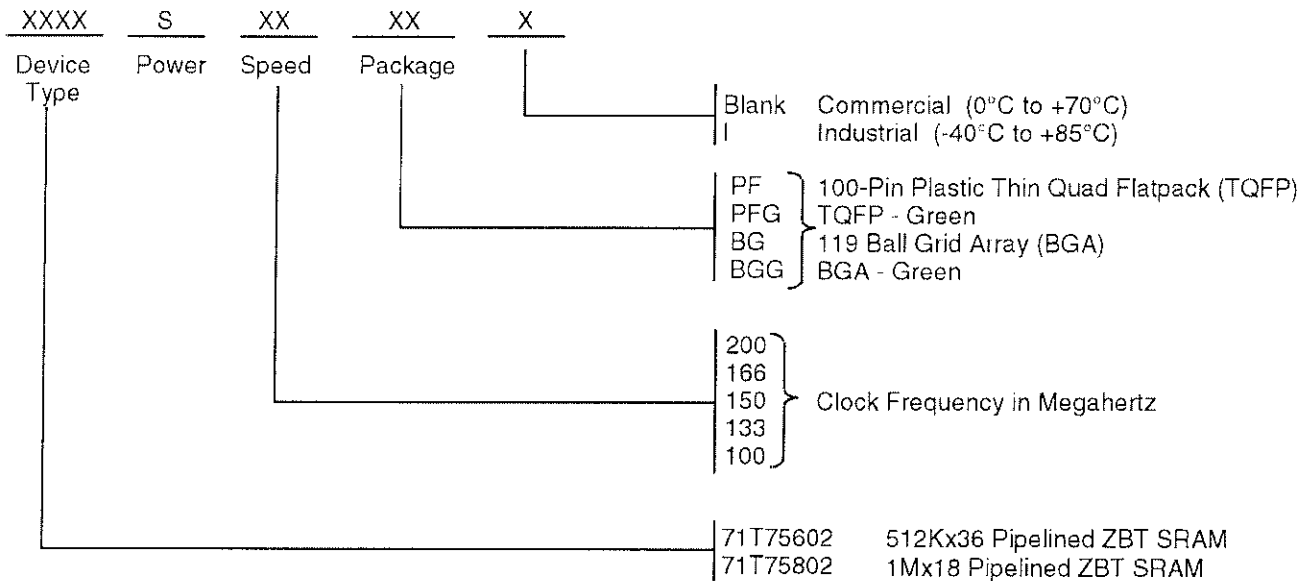 XXXX S XX XX X
Device Type Power Speed Package
Blank Commercial (0°C to +70°C)
I Industrial (-40°C to +85°C)
PF 100-Pin Plastic Thin Quad Flatpack (TQFP)
PFG TQFP - Green
BG 119 Ball Grid Array (BGA)
BGG BGA - Green
200
166
150 Clock Frequency in Megahertz
133
100
71T75602 512Kx36 Pipelined ZBT SRAM
71T75802 1Mx18 Pipelined ZBT SRAM